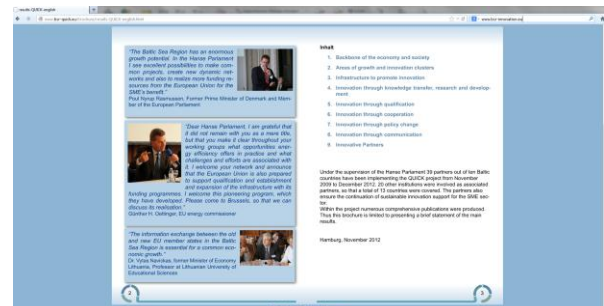 "The Baltic Sea Region has an enormous
growth potential. In the Hanse Parliament
I see excellent possibilities to make com-
mon projects, create new dynamic net-
works and also to realize more funding re-
sources from the European Union for the
SME's benefit."
Poul Nyrup Rasmussen, Former Prime Minister of Denmark and Mem-
ber of the European Parliament
"Dear Hanse Parliament, I am grateful that
it did not remain with you as a mere title,
but that you make it clear throughout your
working groups what opportunities ener-
gy efficiency offers in practice and what
challenges and efforts are associated with
it. I welcome your network and announce
that the European Union is also prepared
to support qualification and establishment
and expansion of the infrastructure with its
funding programmes. I welcome this pioneering program, which
they have developed. Please come to Brussels, so that we can
discuss its realisation."
Günther H. Oettinger, EU energy commissioner
"The information exchange between the old
and new EU member states in the Baltic
Sea Region is essential for a common eco-
nomic growth."
Dr. Vytas Navickas, former Minister of Economy
Lithuania, Professor at Lithuanian University of
Educational Sciences
2
Inhalt
1. Backbone of the economy and society
2. Areas of growth and innovation clusters
3. Infrastructure to promote innovation
4. Innovation through knowledge transfer, research and develop-
ment
5. Innovation through qualification
6. Innovation through cooperation
7. Innovation through policy change
8. Innovation through communication
9. Innovative Partners
Under the supervision of the Hanse Parliament 39 partners out of ten Baltic
countries have been implementing the QUICK project from November
2009 to December 2012. 20 other institutions were involved as associated
partners, so that a total of 13 countries were covered. The partners also
ensure the continuation of sustainable innovation support for the SME sec-
tor.
Within the project numerous comprehensive publications were produced.
Thus this brochure is limited to presenting a brief statement of the main
results.
Hamburg, November 2012
3